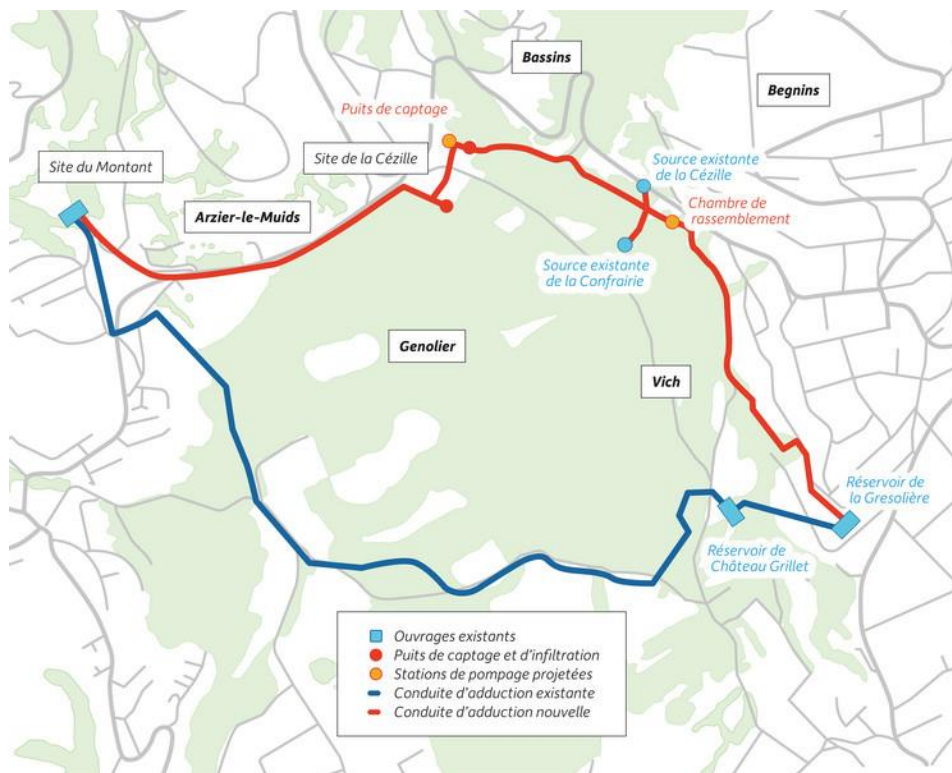 Bassins
Begnins
Puits de captage
Site de la Cézille
Site du Montant
Source existante
de la Cézille
Arzier-le-Muids
Chambre de
rassemblement
Source existante
de la Confrairie
Genolier
Vich
Réservoir de
la Gresolière
Réservoir de
Château Grillet
Ouvrages existants
Puits de captage et d'infiltration
Stations de pompage projetées
Conduite d'adduction existante
Conduite d'adduction nouvelle